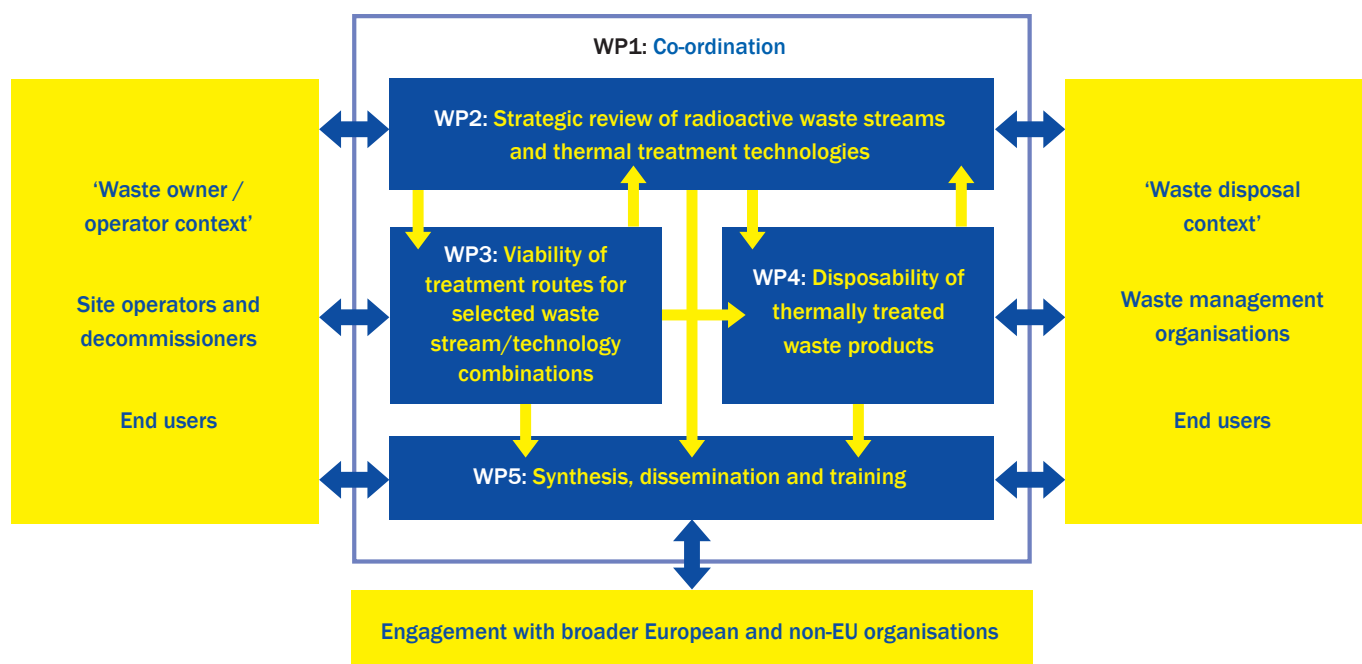 WP1: Co-ordination
WP2: Strategic review of radioactive waste streams
and thermal treatment technologies
‘Waste owner /
operator context’
Site operators and
decommissioners
End users
WP3: Viability of
treatment routes for
selected waste
stream/technology
combinations
WP4: Disposability of
thermally treated
waste products
‘Waste disposal
context’
Waste management
organisations
End users
WP5: Synthesis, dissemination and training
Engagement with broader European and non-EU organisations